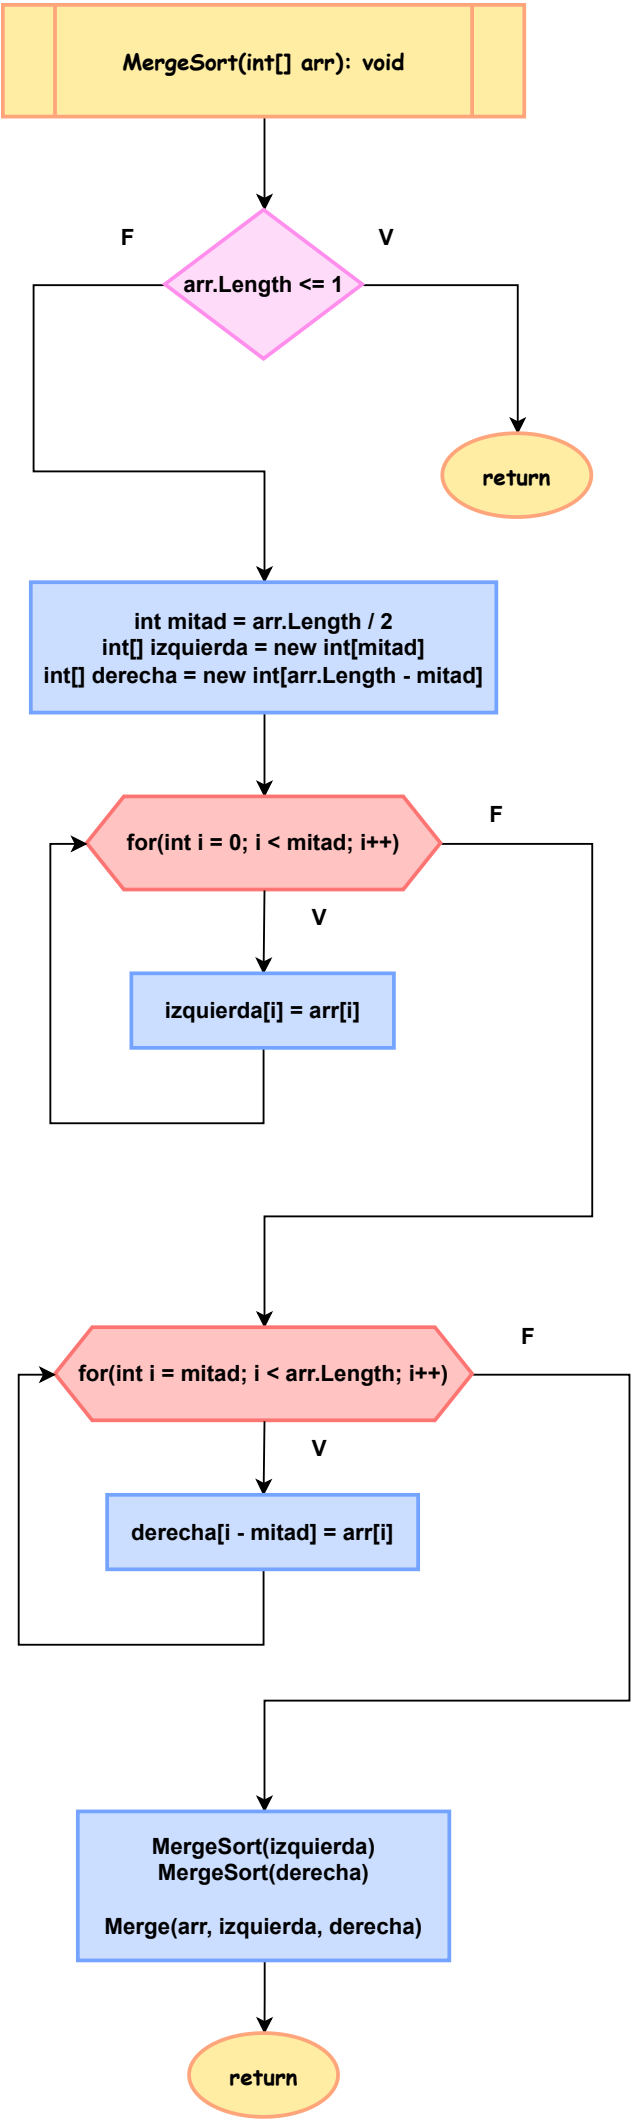 MergeSort(int[] arr): void
F
V
arr.Length <= 1
return
int mitad = arr.Length / 2
int[] izquierda = new int[mitad]
int[] derecha = new int[arr.Length - mitad]
F
for(int i = 0; i < mitad; i++)
V
izquierda[i] = arr[i]
F
for(int i = mitad; i < arr.Length; i++)
V
derecha[i - mitad] = arr[i]
MergeSort(izquierda)
MergeSort(derecha)
Merge(arr, izquierda, derecha)
return